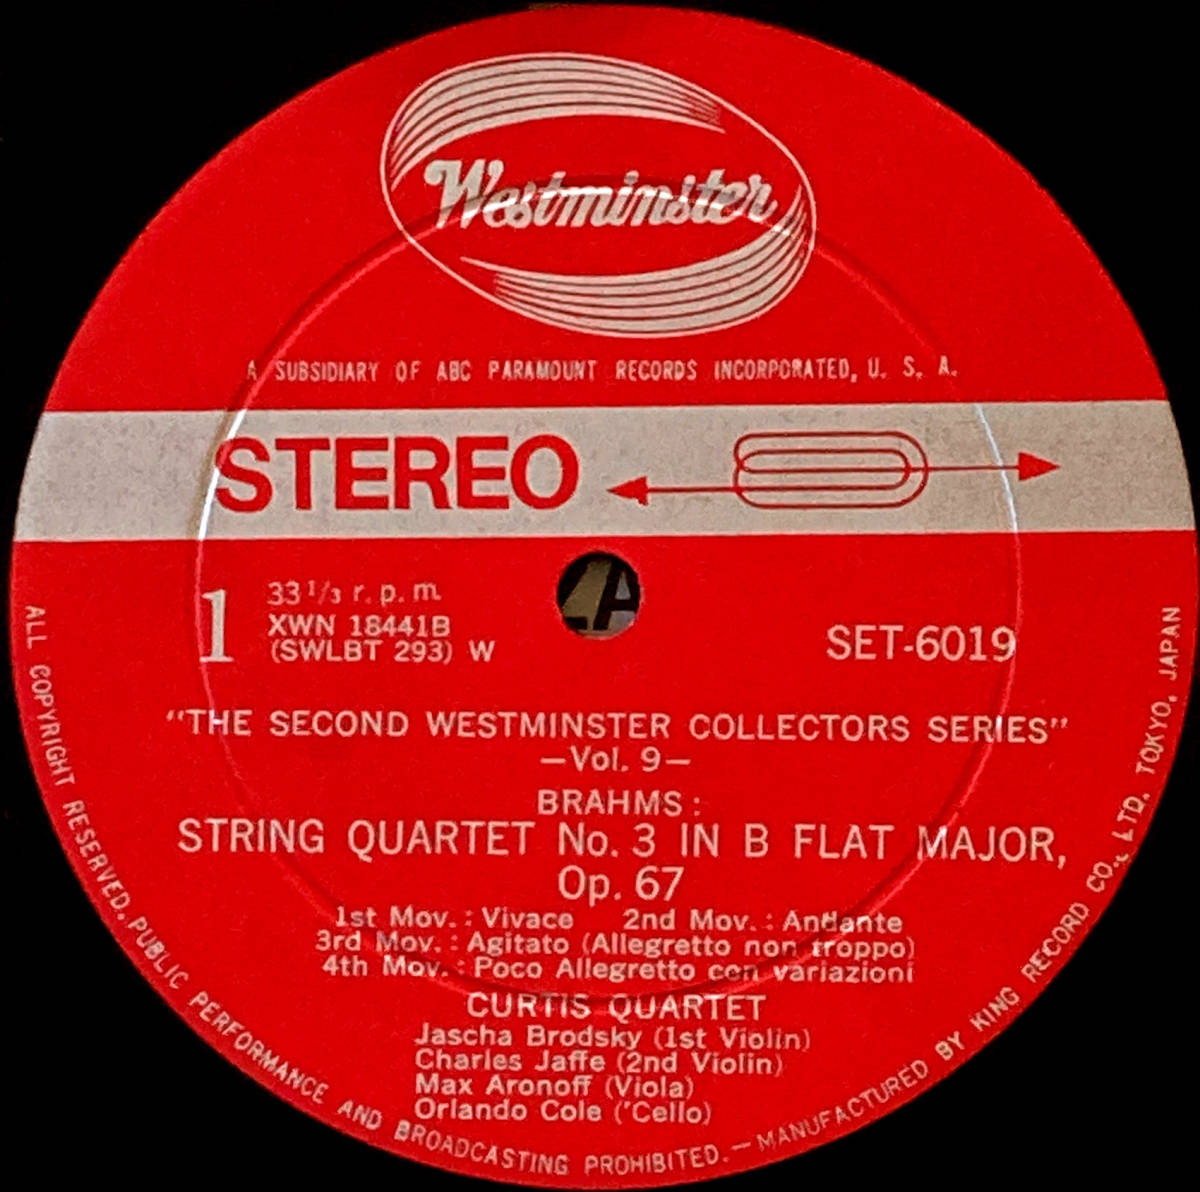 Westminster
A SUBSIDIARY OF ABC PARAMOUNT RECORDS INCORPORATED, U. S. A.
STEREO
1
33 1/3 r. p. m.
XWN 18441B
(SWLBT 293) W
SET-6019
"THE SECOND WESTMINSTER COLLECTORS SERIES"
—Vol. 9—
BRAHMS :
STRING QUARTET No. 3 IN B FLAT MAJOR,
Op. 67
1st Mov. : Vivace 2nd Mov. : Andante
3rd Mov. : Agitato (Allegretto non troppo)
4th Mov. : Poco Allegretto con variazioni
CURTIS QUARTET
Jascha Brodsky (1st Violin)
Charles Jaffe (2nd Violin)
Max Aronoff (Viola)
Orlando Cole ('Cello)
ALL COPYRIGHT RESERVED. PUBLIC PERFORMANCE AND BROADCASTING PROHIBITED. — MANUFACTURED BY KING RECORD CO., LTD. TOKYO, JAPAN